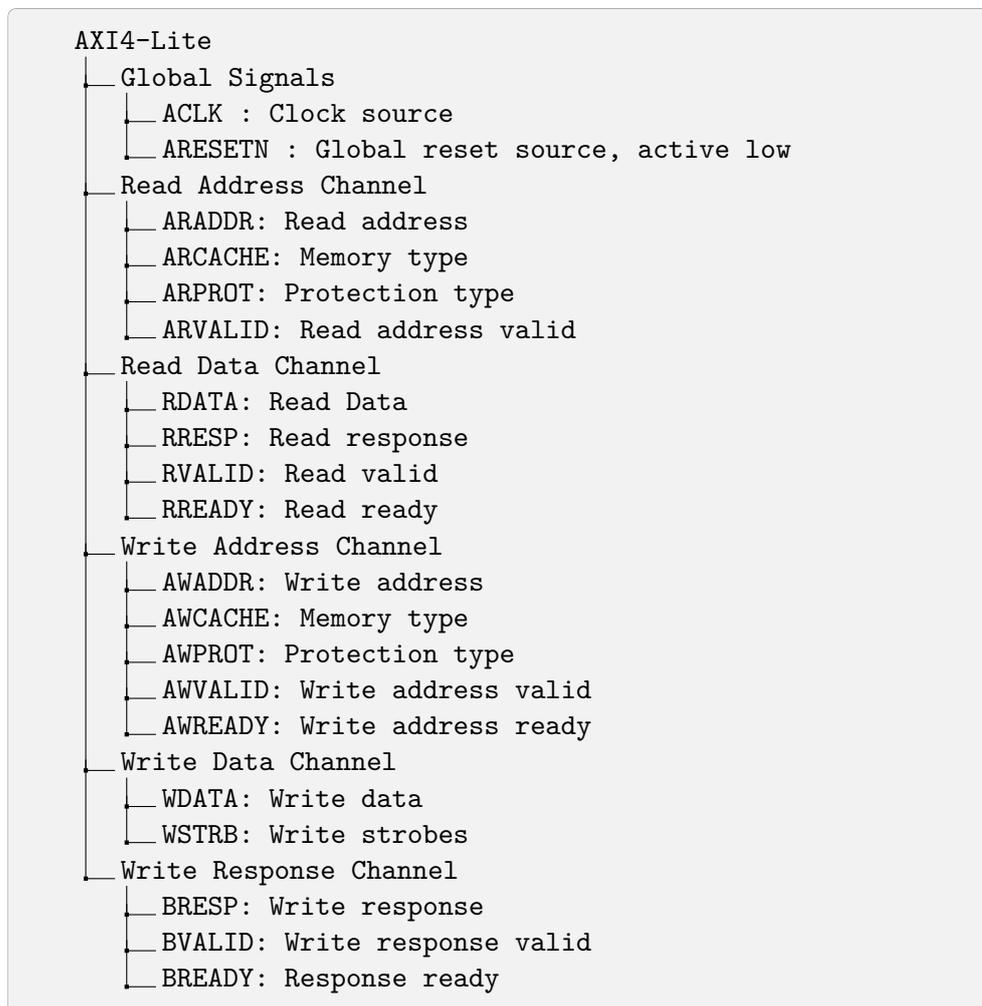 AXI4-Lite
Global Signals
ACLK : Clock source
ARESETN : Global reset source, active low
Read Address Channel
ARADDR: Read address
ARCACHE: Memory type
ARPROT: Protection type
ARVALID: Read address valid
Read Data Channel
RDATA: Read Data
RRESP: Read response
RVALID: Read valid
RREADY: Read ready
Write Address Channel
AWADDR: Write address
AWCACHE: Memory type
AWPROT: Protection type
AWVALID: Write address valid
AWREADY: Write address ready
Write Data Channel
WDATA: Write data
WSTRB: Write strobes
Write Response Channel
BRESP: Write response
BVALID: Write response valid
BREADY: Response ready